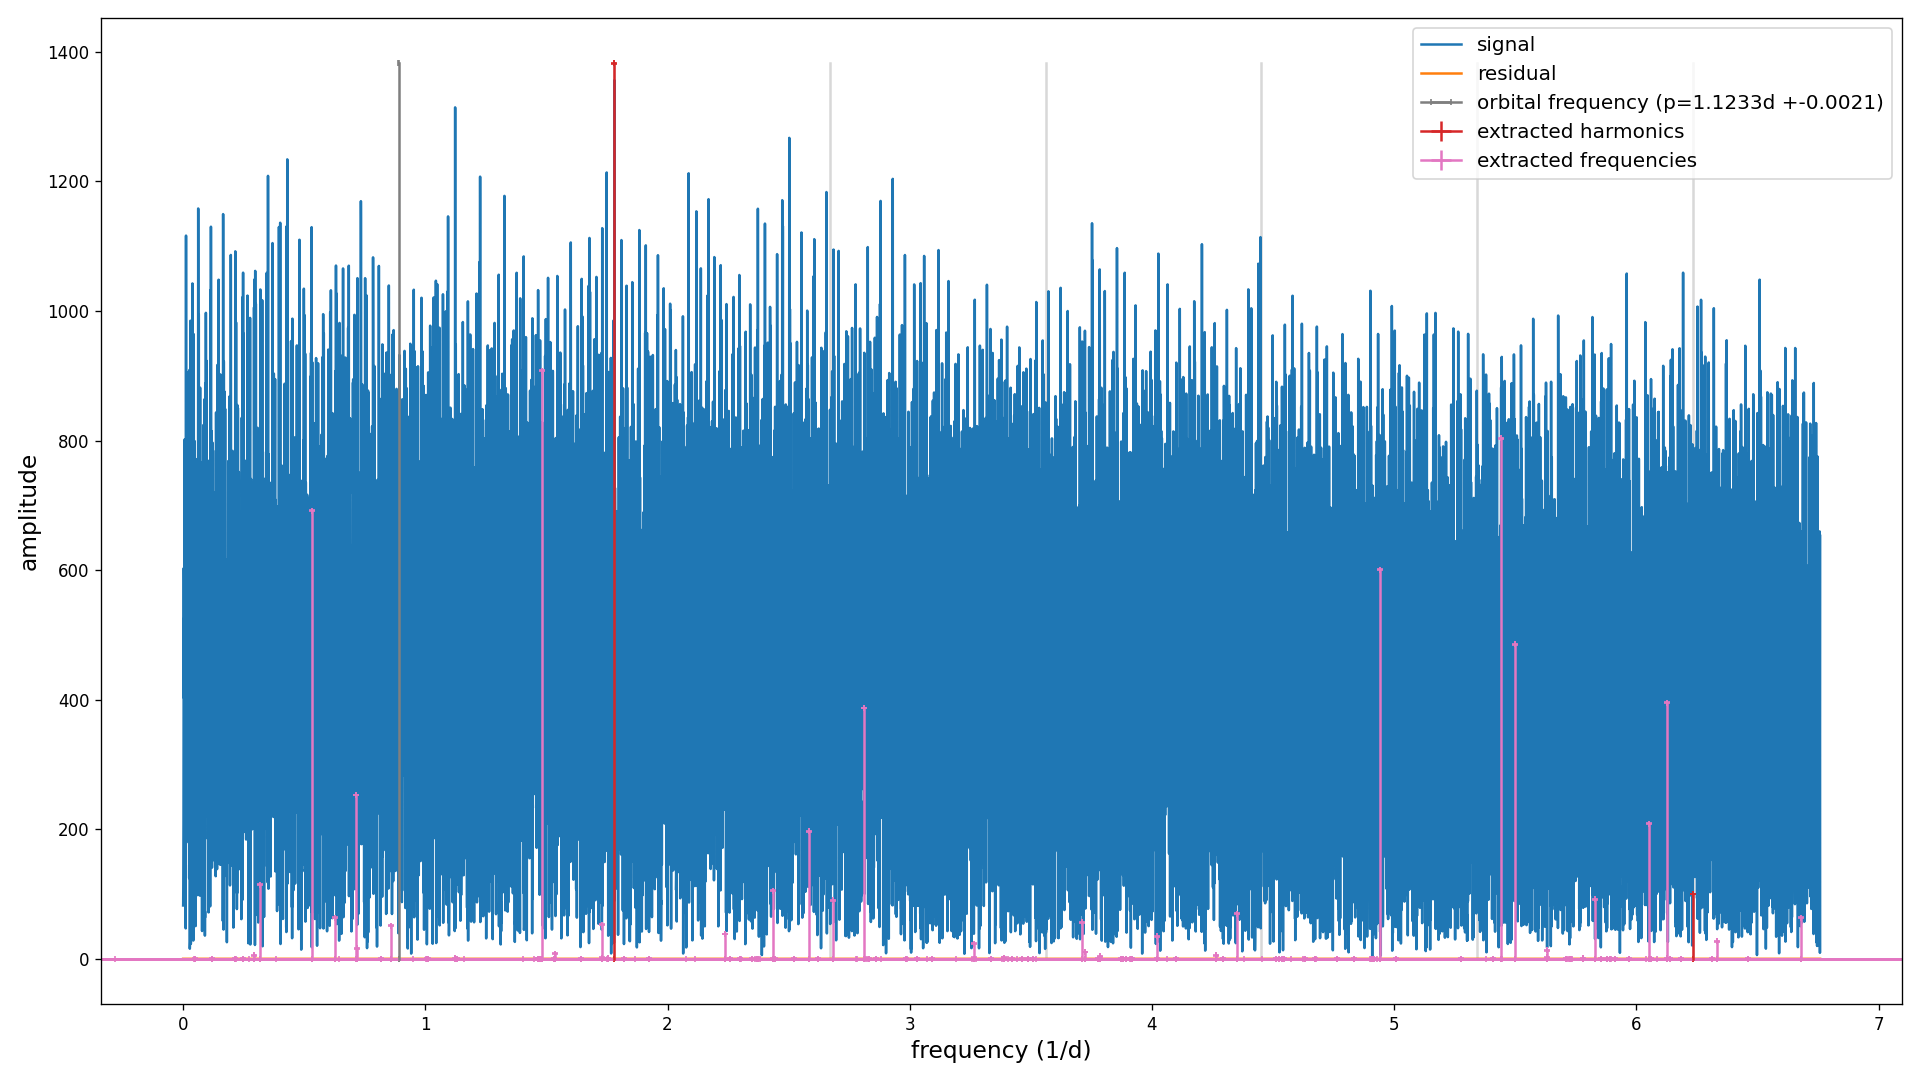 1400
1200
1000
800
600
400
200
0
amplitude
signal
residual
orbital frequency (p=1.1233d +-0.0021)
extracted harmonics
extracted frequencies
0 1 2 3 4 5 6 7
frequency (1/d)